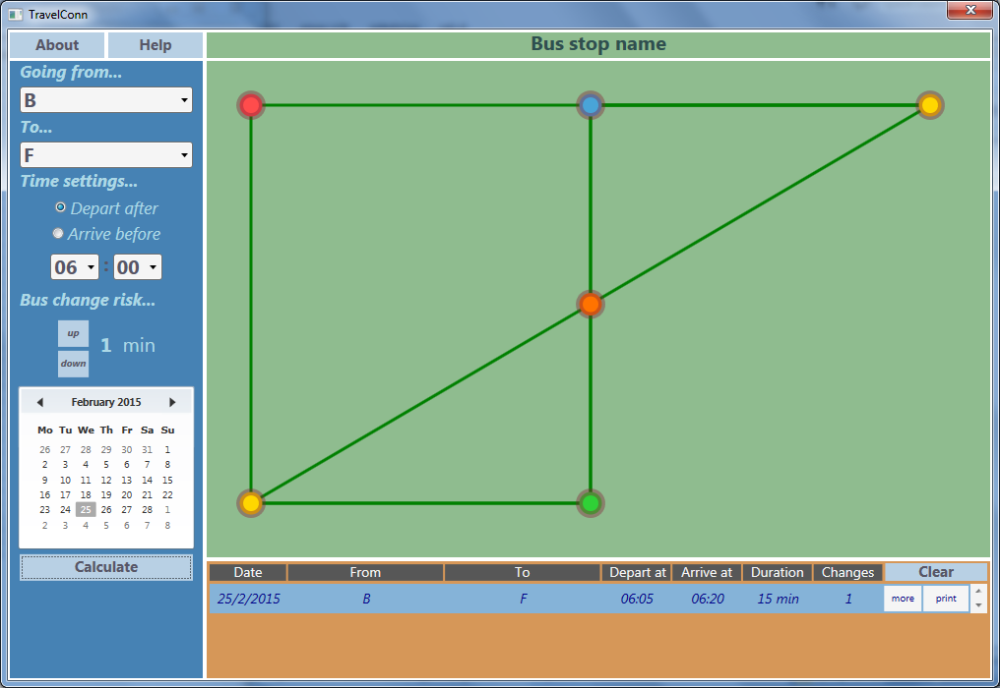 TravelConn
About Help Bus stop name
Going from...
B
To...
F
Time settings...
Depart after
Arrive before
06 : 00
Bus change risk...
up
1 min
down
February 2015
Mo Tu We Th Fr Sa Su
26 27 28 29 30 31 1
2 3 4 5 6 7 8
9 10 11 12 13 14 15
16 17 18 19 20 21 22
23 24 25 26 27 28 1
2 3 4 5 6 7 8
Calculate
Date From To Depart at Arrive at Duration Changes Clear
25/2/2015 B F 06:05 06:20 15 min 1 more print